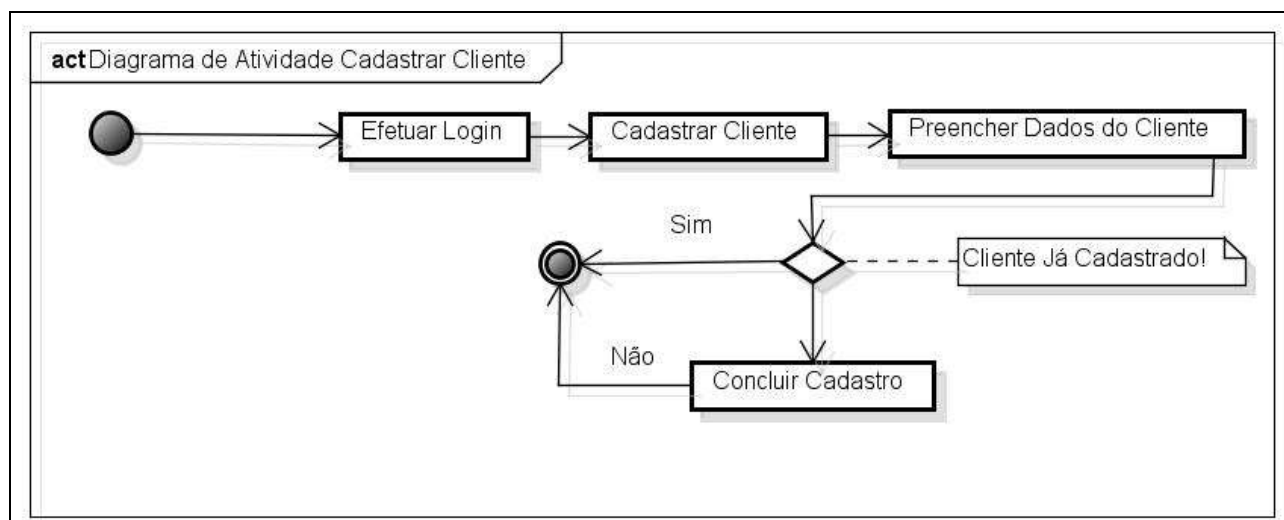 act Diagrama de Atividade Cadastrar Cliente
Efetuar Login
Cadastrar Cliente
Preencher Dados do Cliente
Sim
Cliente Já Cadastrado!
Não
Concluir Cadastro